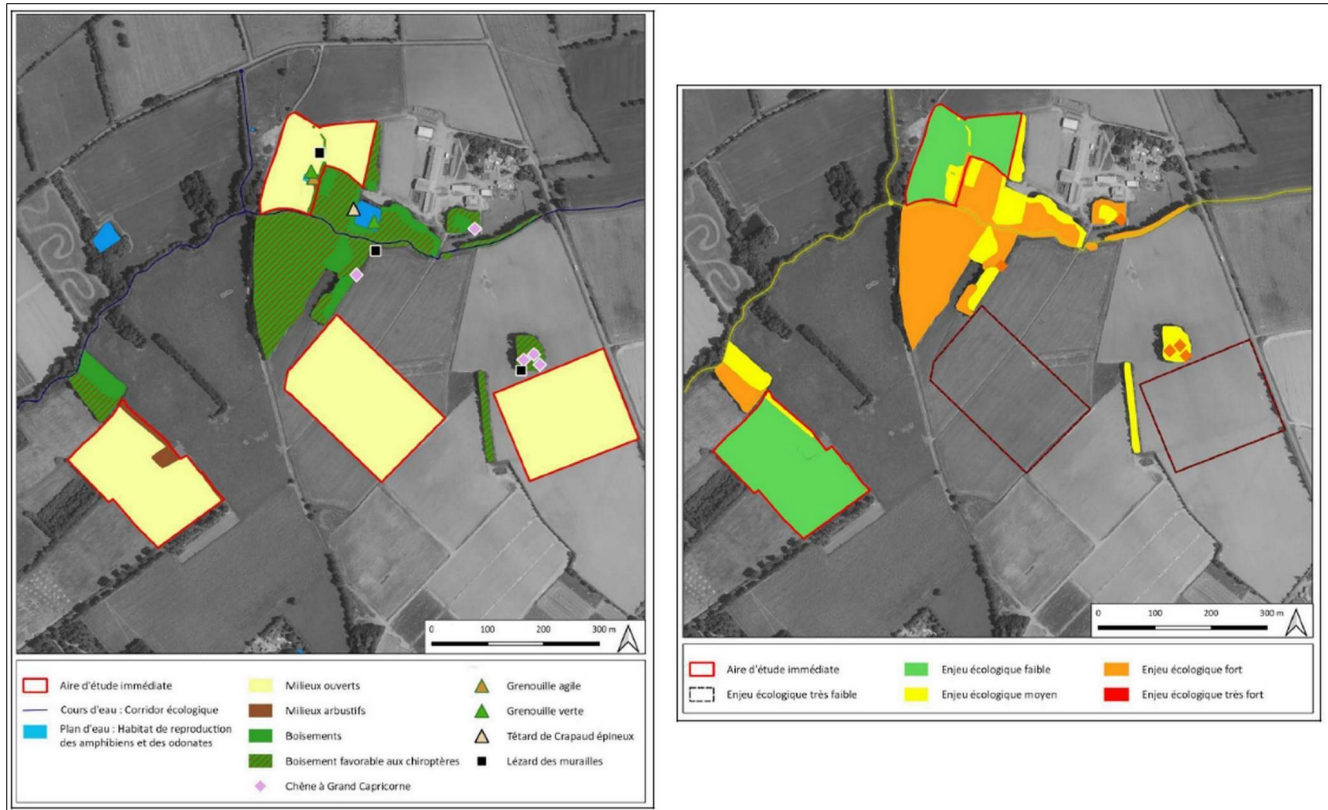 0 100 200 300 m
Aire d'étude immédiate
Cours d'eau : Corridor écologique
Plan d'eau : Habitat de reproduction
des amphibiens et des odonates
Milieux ouverts
Milieux arbustifs
Boisements
Boisement favorable aux chiroptères
Chêne à Grand Capricorne
Grenouille agile
Grenouille verte
Têtard de Crapaud épineux
Lézard des murailles
0 100 200 300 m
Aire d'étude immédiate
Enjeu écologique très faible
Enjeu écologique faible
Enjeu écologique moyen
Enjeu écologique fort
Enjeu écologique très fort